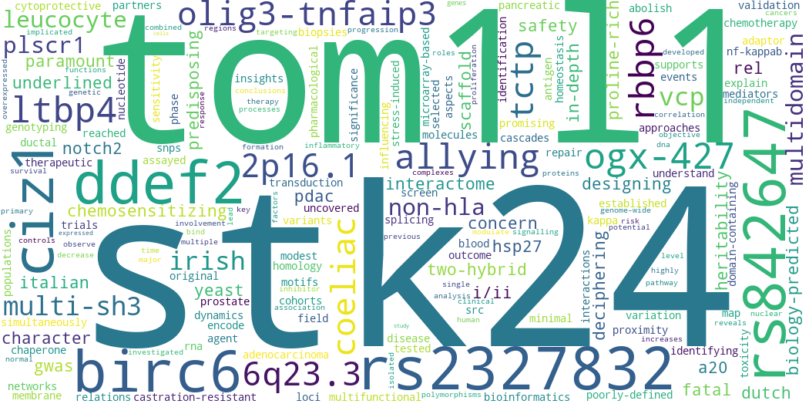 cytoprotective partners olig3-tnfaip3 regions cohorts genes pancreatic abolish validation
leucocyte tom1l1 biopsies targeting combined progression cancers chemotherapy
implicated functions child safety adaptor
plscr1 nucleotide predisposing insights roles identification nf-kappab
paramount genetic conclusions therapy processes supports developed
underlined sensitivity pharmacological significance influencing stress-induced microarray-based selected aspects proliferation scaffold antigen homeostasis in-depth proline-rich rbbp6 rel multidomain
overexpressed ltbp4 phase response tctp events correlation independent
genotyping reached formation inflammatory molecules promising vcp explain mediators
ductal notch2 snps cascades approaches objective dna
therapeutic assayed 2p16.1 allying repair ogx-427 understand
survival ddef2 transduction complexes proteins
ciz1 primary pdac interactome screen designing genome-wide
chemosensitizing uncovered non-hla concern established heritability
trials expressed involvement lead key factors variants splicing modulate signalling kappa risk potential domain-containing
controls bind multiple coeliac previous blood hsp27 interactions deciphering rs842647
populations observe time irish modest outcome two-hybrid variation level biology-predicted
italian decrease major original homology single src highly
multi-sh3 yeast motifs inhibitor i/ii analysis clinical minimal proximity map pathway
simultaneously prostate cohorts association human reveals nuclear
character dynamics field study disease a20
chaperone encode stk24 tested identifying increases
gwas rna agent adenocarcinoma isolated toxicity
normal investigated birc6 6q23.3 rs2327832 fatal
networks multifunctional polymorphisms poorly-defined
membrane relations castration-resistant loci bioinformatics dutch